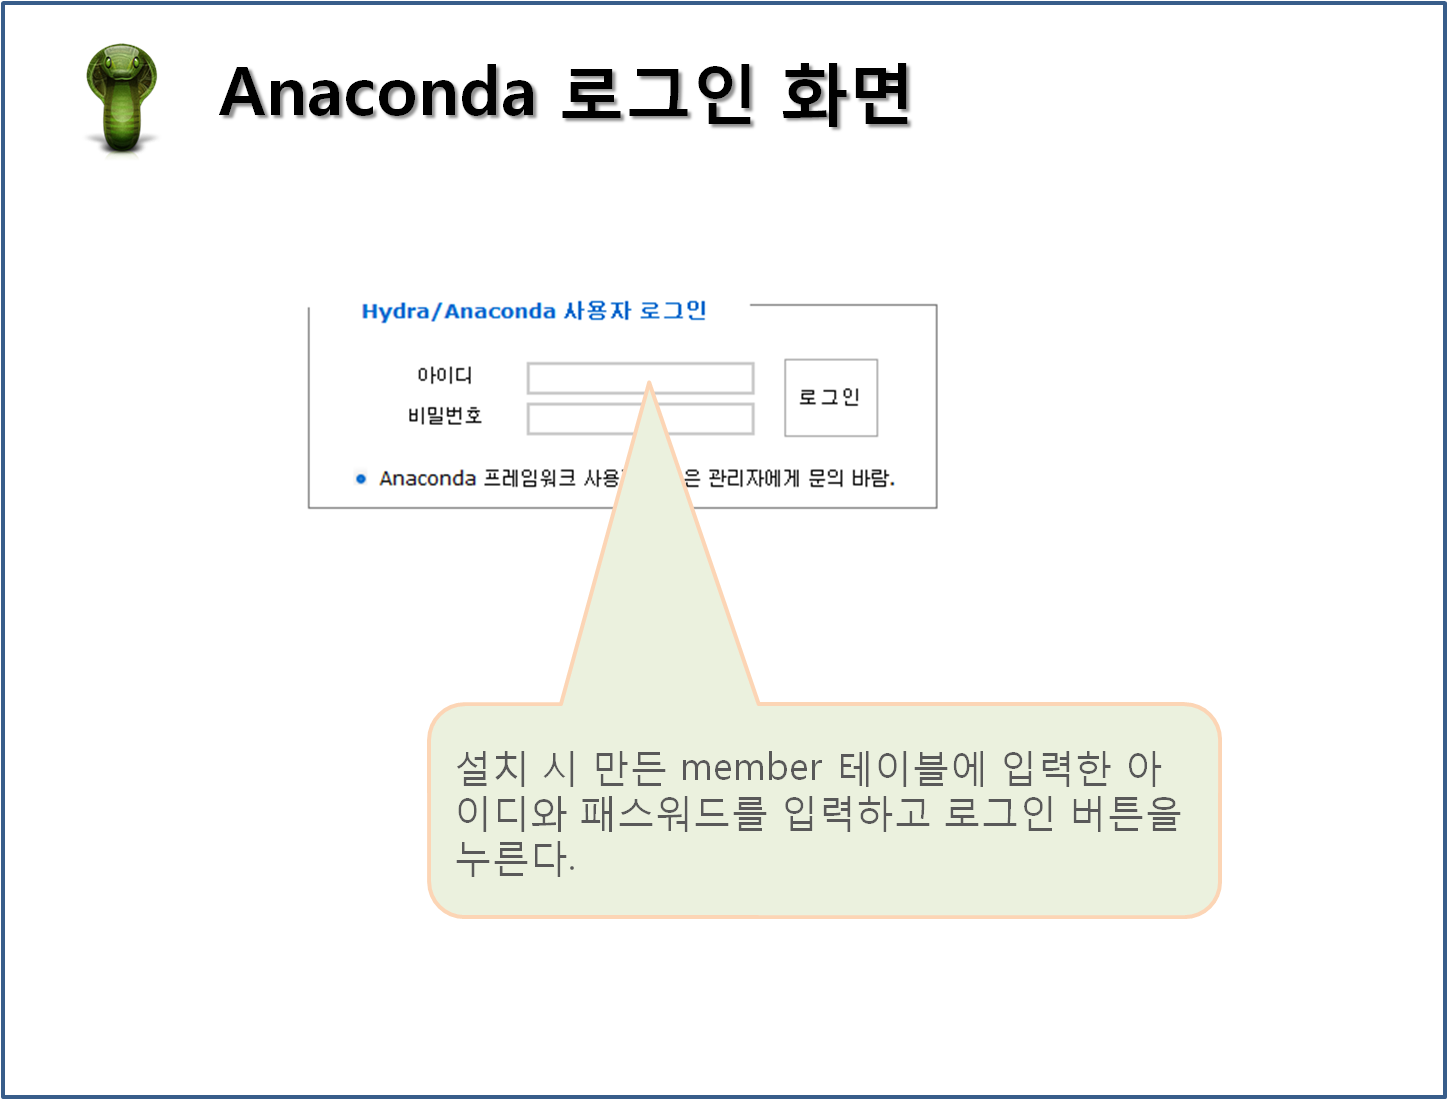 Anaconda 로그인 화면
Hydra/Anaconda 사용자 로그인
아이디
비밀번호
로그인
Anaconda 프레임워크 은 관리자에게 문의 바람.
설치 시 만든 member 테이블에 입력한 아
이디와 패스워드를 입력하고 로그인 버튼을
누른다.